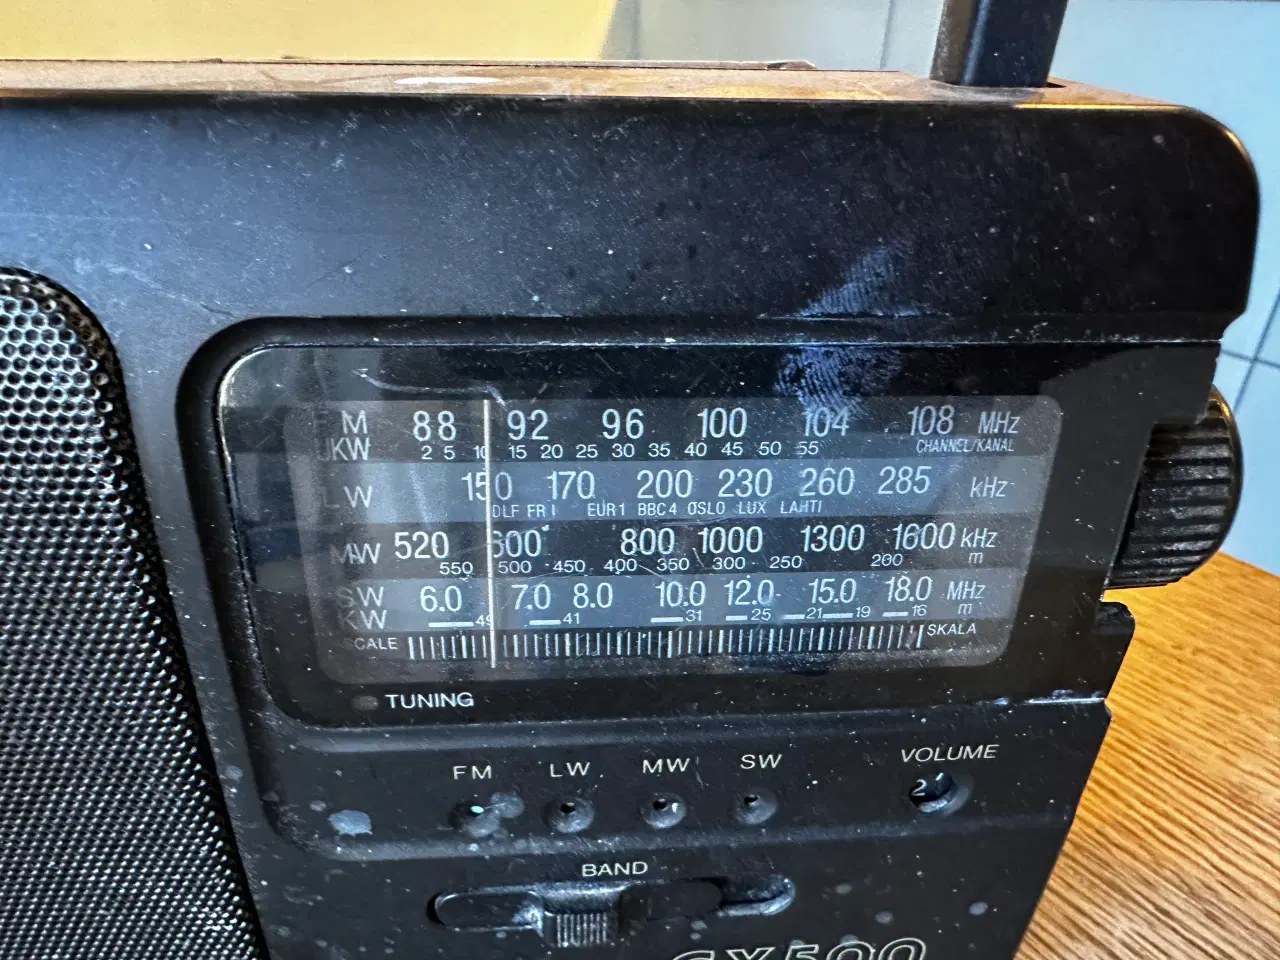 FM 88 92 96 100 104 108 MHz
UKW 2 5 10 15 20 25 30 35 40 45 50 55 CHANNEL/KANAL
LW 150 170 200 230 260 285 kHz
DLF FR I EUR1 BBC4 OSLO LUX LAHTI
MW 520 600 800 1000 1300 1600 kHz
550 500 450 400 350 300 250 200 m
SW 6.0 7.0 8.0 10.0 12.0 15.0 18.0 MHz
KW 49 41 31 25 21 19 16 m
SCALE SKALA
TUNING
FM LW MW SW VOLUME
2
BAND
CX500